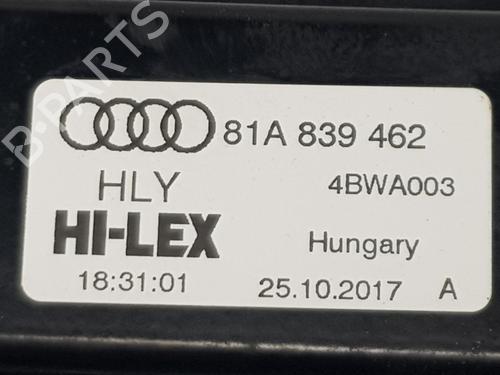 B-PARTS
81A 839 462
HLY 4BWA003
HI-LEX Hungary
18:31:01 25.10.2017 A